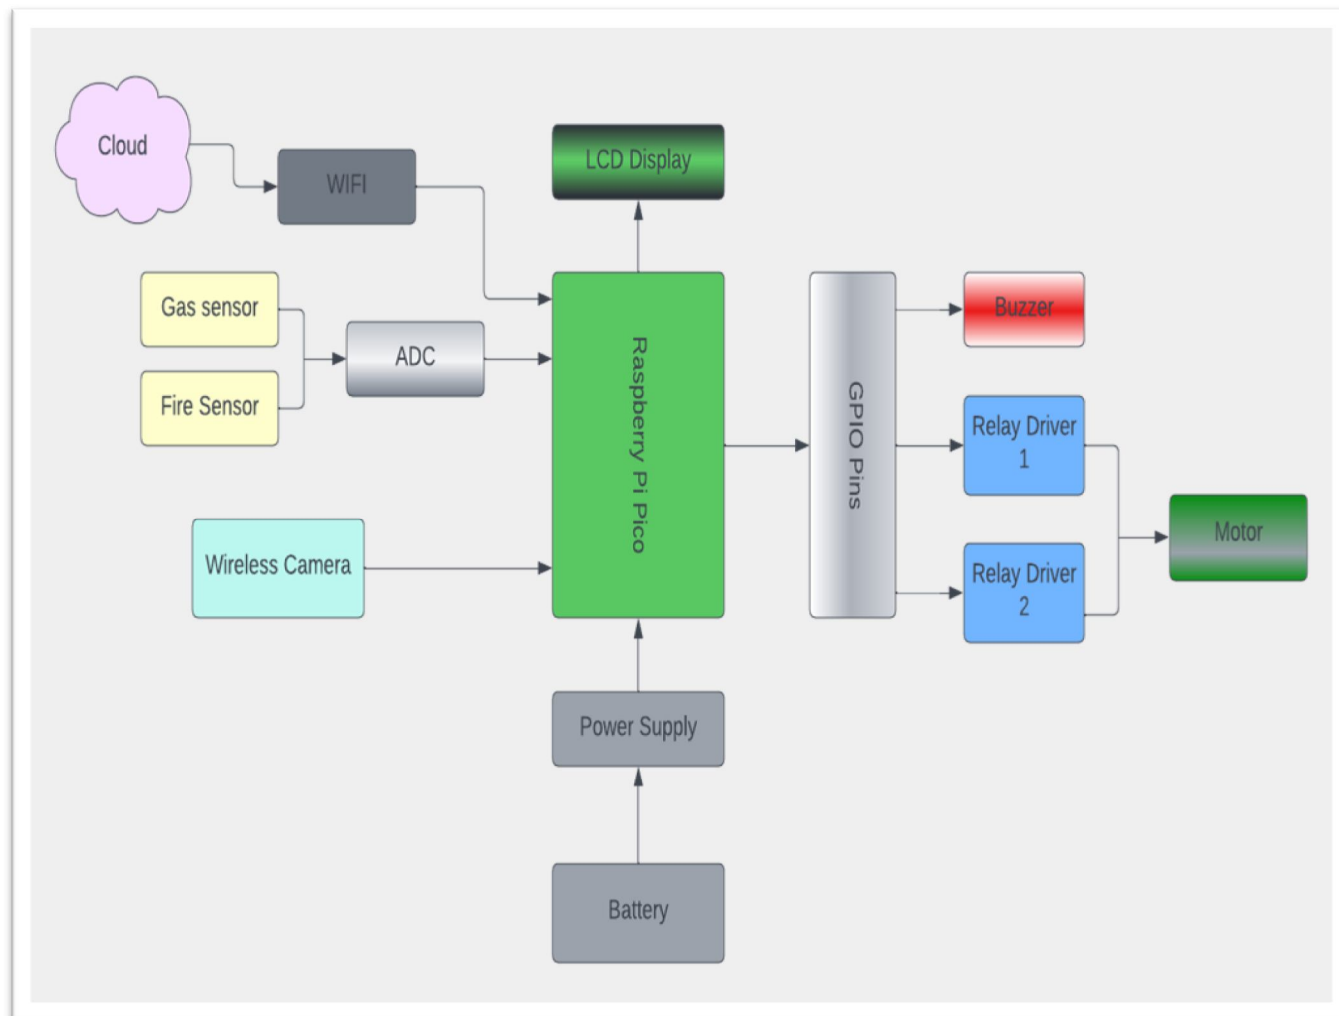 Cloud
WIFI
LCD Display
Gas sensor
Fire Sensor
ADC
Wireless Camera
Raspberry Pi Pico
GPIO Pins
Buzzer
Relay Driver
1
Relay Driver
2
Motor
Power Supply
Battery